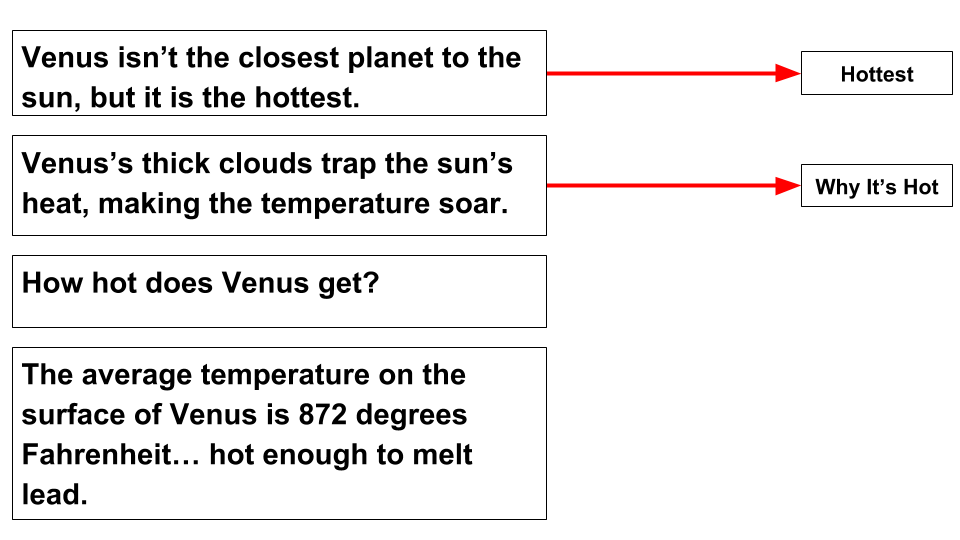 Venus isn’t the closest planet to the
sun, but it is the hottest.
Hottest
Venus’s thick clouds trap the sun’s
heat, making the temperature soar.
Why It’s Hot
How hot does Venus get?
The average temperature on the
surface of Venus is 872 degrees
Fahrenheit… hot enough to melt
lead.